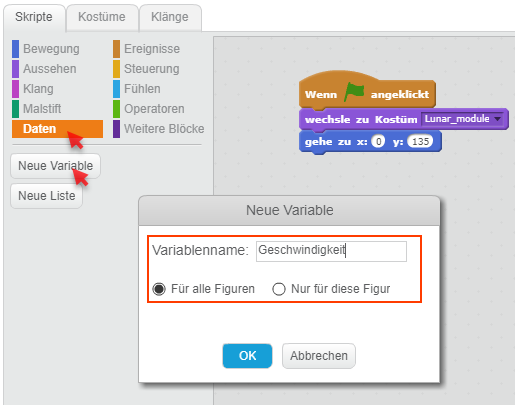 Skripte Kostüme Klänge
Bewegung Ereignisse
Aussehen Steuerung
Klang Fühlen
Malstift Operatoren
Daten Weitere Blöcke
Neue Variable
Neue Liste
Wenn angeklickt
wechsle zu Kostüm Lunar_module
gehe zu x: 0 y: 135
Neue Variable
Variablenname: Geschwindigkeit
Für alle Figuren Nur für diese Figur
OK Abbrechen